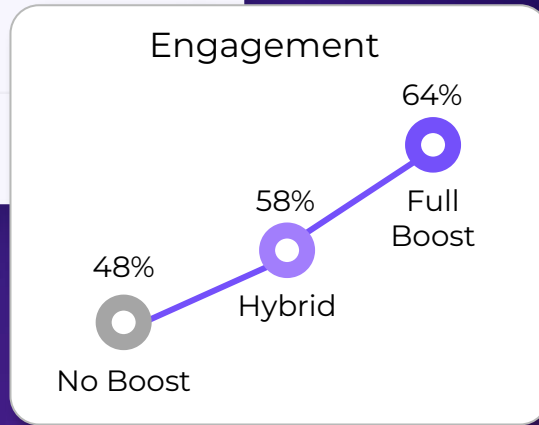 Engagement
64%
Full
Boost
58%
Hybrid
48%
No Boost